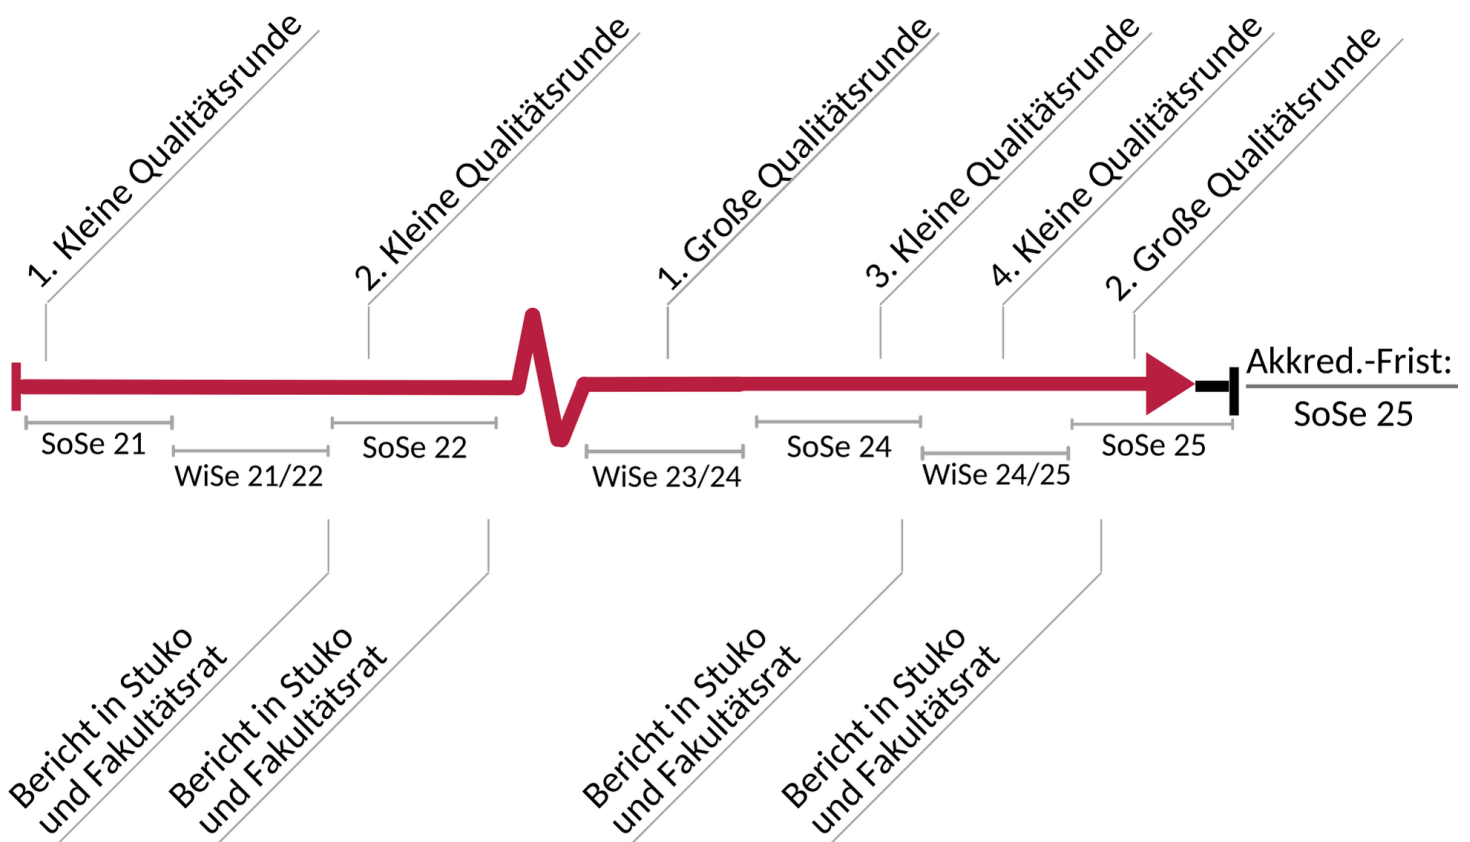 1. Kleine Qualitätsrunde
2. Kleine Qualitätsrunde
1. Große Qualitätsrunde
3. Kleine Qualitätsrunde
4. Kleine Qualitätsrunde
2. Große Qualitätsrunde
Akkred.-Frist:
SoSe 25
SoSe 21
WiSe 21/22
SoSe 22
WiSe 23/24
SoSe 24
WiSe 24/25
SoSe 25
Bericht in Stuko
und Fakultätsrat
Bericht in Stuko
und Fakultätsrat
Bericht in Stuko
und Fakultätsrat
Bericht in Stuko
und Fakultätsrat